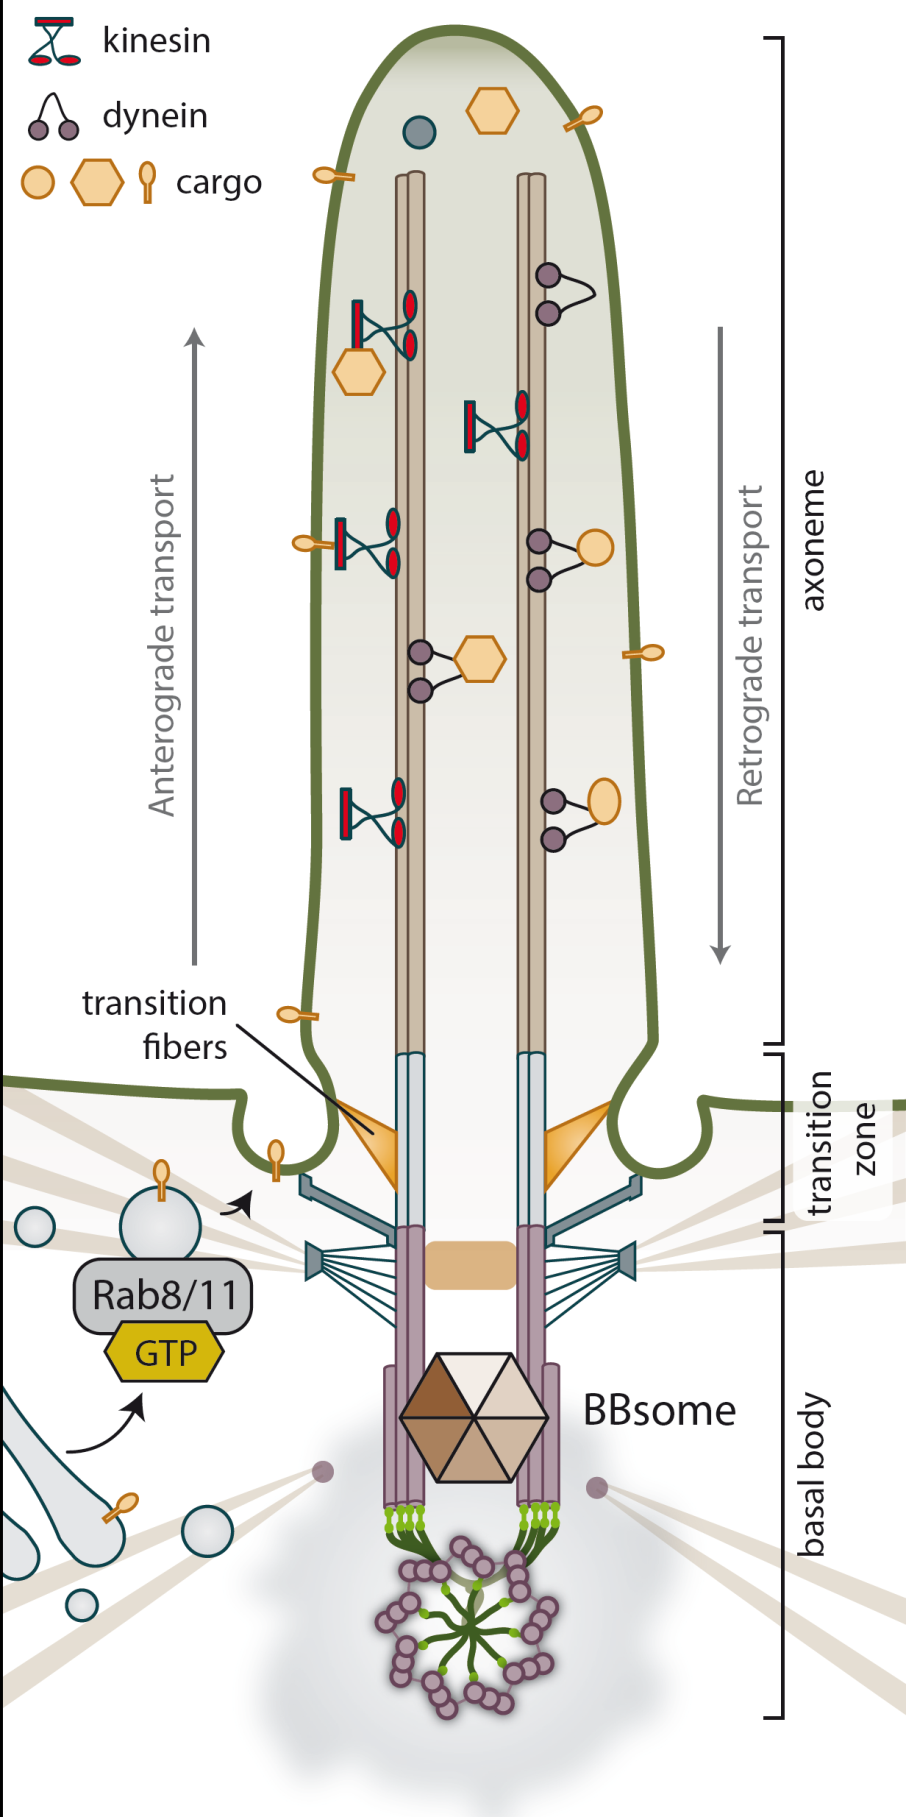 kinesin
dynein
cargo
Anterograde transport
Retrograde transport
axoneme
transition
fibers
transition
zone
Rab8/11
GTP
BBsome
basal body